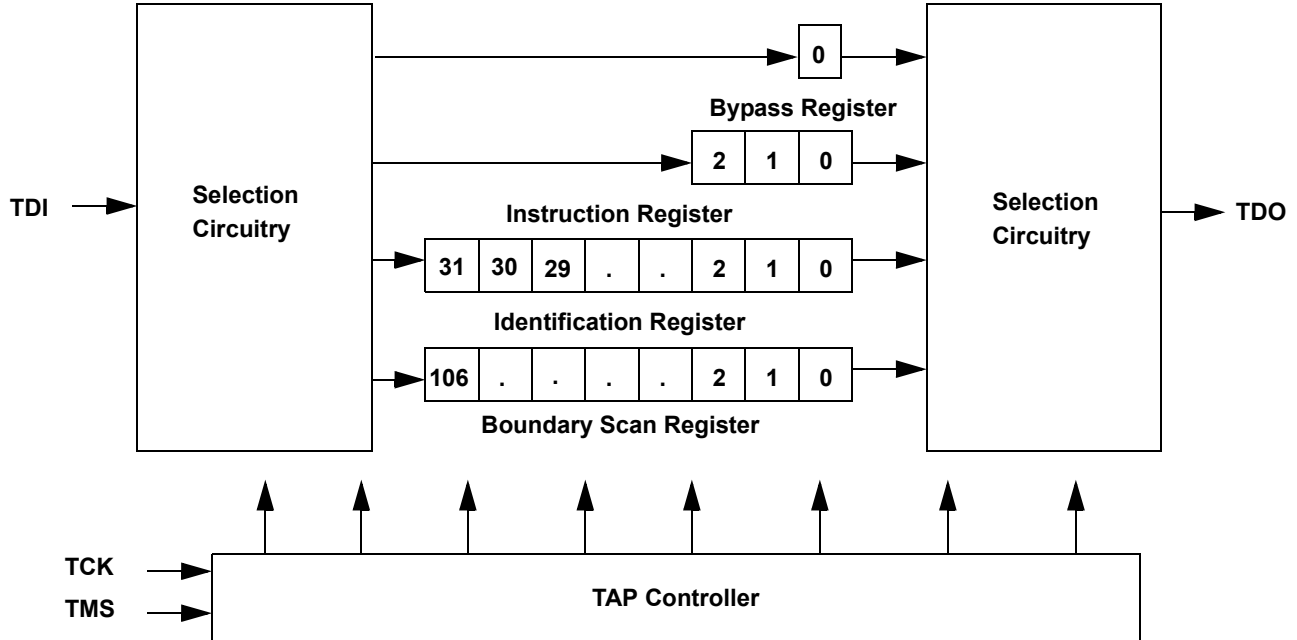 0
Bypass Register
2 1 0
TDI
Selection
Circuitry
Selection
Circuitry
TDO
Instruction Register
31 30 29 . . 2 1 0
Identification Register
106 . . . . 2 1 0
Boundary Scan Register
TCK
TMS
TAP Controller